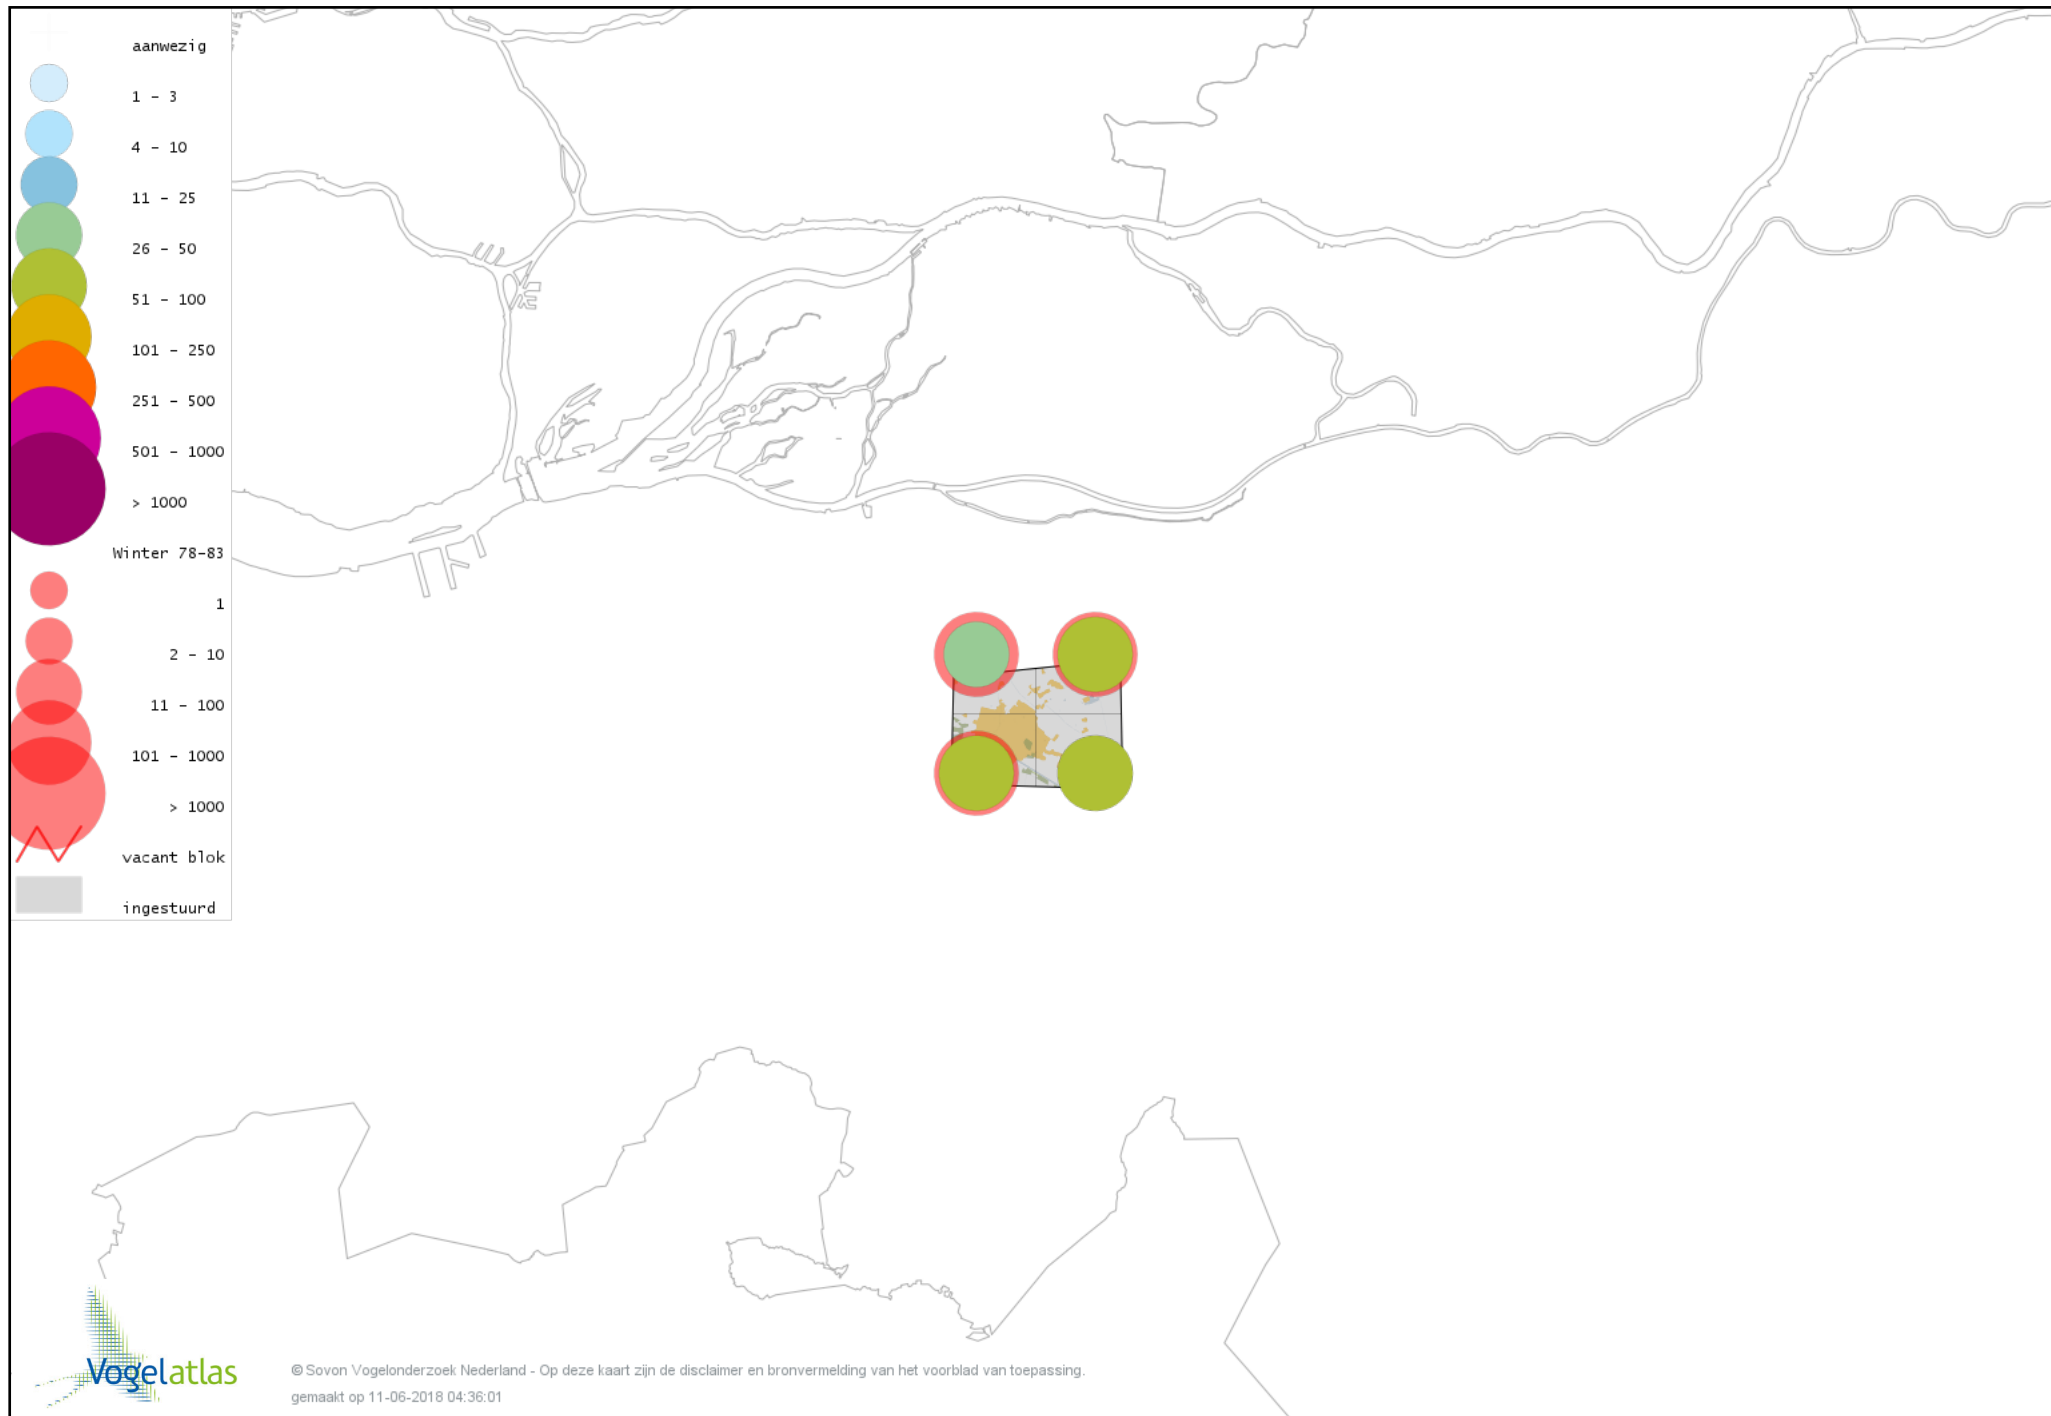 aanwezig
1 - 3
4 - 10
11 - 25
26 - 50
51 - 100
101 - 250
251 - 500
501 - 1000
> 1000
Winter 78-83
1
2 - 10
11 - 100
101 - 1000
> 1000
vacant blok
ingestuurd
Vogelatlas
© Sovon Vogelonderzoek Nederland - Op deze kaart zijn de disclaimer en bronvermelding van het voorblad van toepassing.
gemaakt op 11-06-2018 04:36:01